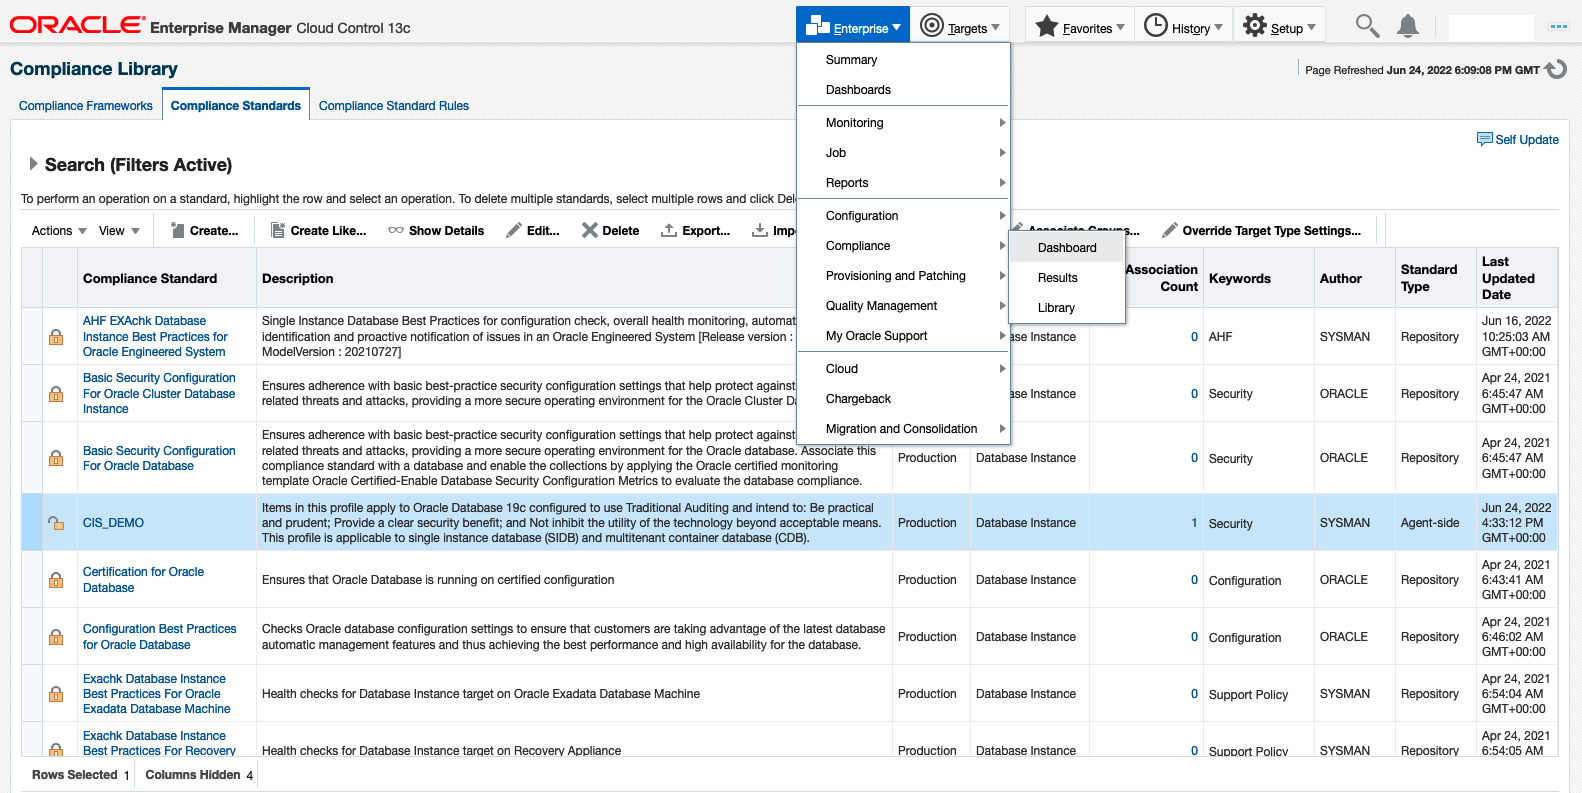 ORACLE Enterprise Manager Cloud Control 13c
Enterprise Targets Favorites History Setup
Compliance Library
Page Refreshed Jun 24, 2022 6:09:08 PM GMT
Compliance Frameworks Compliance Standards Compliance Standard Rules
Self Update
Search (Filters Active)
To perform an operation on a standard, highlight the row and select an operation. To delete multiple standards, select multiple rows and click Del
Actions View Create... Create Like... Show Details Edit... Delete Export... Imp Associate Groups... Override Target Type Settings...
Summary
Dashboards
Monitoring
Job
Reports
Configuration
Compliance
Provisioning and Patching
Quality Management
My Oracle Support
Cloud
Chargeback
Migration and Consolidation
Dashboard
Results
Library
Compliance Standard
Description
Association
Count
Keywords
Author
Standard
Type
Last
Updated
Date
AHF EXAchk Database
Instance Best Practices for
Oracle Engineered System
Single Instance Database Best Practices for configuration check, overall health monitoring, automat
identification and proactive notification of issues in an Oracle Engineered System [Release version :
ModelVersion : 20210727]
ase Instance
0
AHF
SYSMAN
Repository
Jun 16, 2022
10:25:03 AM
GMT+00:00
Basic Security Configuration
For Oracle Cluster Database
Instance
Ensures adherence with basic best-practice security configuration settings that help protect against
related threats and attacks, providing a more secure operating environment for the Oracle Cluster Da
ase Instance
0
Security
ORACLE
Repository
Apr 24, 2021
6:45:47 AM
GMT+00:00
Basic Security Configuration
For Oracle Database
Ensures adherence with basic best-practice security configuration settings that help protect against
related threats and attacks, providing a more secure operating environment for the Oracle database. Associate this
compliance standard with a database and enable the collections by applying the Oracle certified monitoring
template Oracle Certified-Enable Database Security Configuration Metrics to evaluate the database compliance.
Production
Database Instance
0
Security
ORACLE
Repository
Apr 24, 2021
6:45:47 AM
GMT+00:00
CIS_DEMO
Items in this profile apply to Oracle Database 19c configured to use Traditional Auditing and intend to: Be practical
and prudent; Provide a clear security benefit; and Not inhibit the utility of the technology beyond acceptable means.
This profile is applicable to single instance database (SIDB) and multitenant container database (CDB).
Production
Database Instance
1
Security
SYSMAN
Agent-side
Jun 24, 2022
4:33:12 PM
GMT+00:00
Certification for Oracle
Database
Ensures that Oracle Database is running on certified configuration
Production
Database Instance
0
Configuration
ORACLE
Repository
Apr 24, 2021
6:43:41 AM
GMT+00:00
Configuration Best Practices
for Oracle Database
Checks Oracle database configuration settings to ensure that customers are taking advantage of the latest database
automatic management features and thus achieving the best performance and high availability for the database.
Production
Database Instance
0
Configuration
ORACLE
Repository
Apr 24, 2021
6:46:02 AM
GMT+00:00
Exachk Database Instance
Best Practices For Oracle
Exadata Database Machine
Health checks for Database Instance target on Oracle Exadata Database Machine
Production
Database Instance
0
Support Policy
SYSMAN
Repository
Apr 24, 2021
6:54:04 AM
GMT+00:00
Exachk Database Instance
Best Practices For Recovery
Health checks for Database Instance target on Recovery Appliance
Production
Database Instance
0
Support Policy
SYSMAN
Repository
Apr 24, 2021
6:54:05 AM
Rows Selected 1 Columns Hidden 4